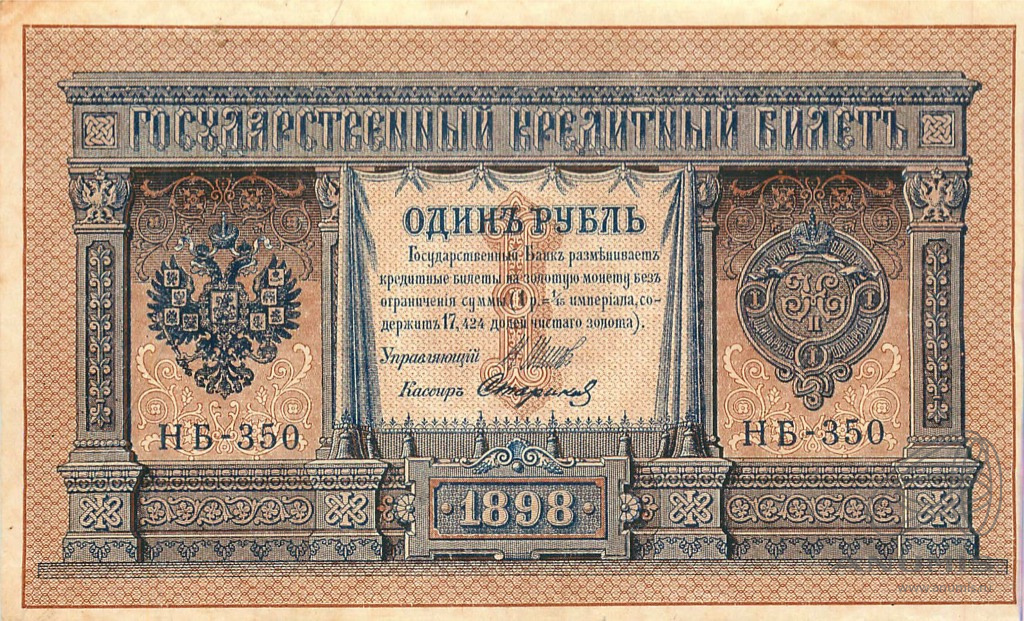 ГОСУДАРСТВЕННЫЙ КРЕДИТНЫЙ БИЛЕТЪ
ОДИНЪ РУБЛЬ
Государственный Банкъ размѣниваетъ
кредитные билеты на золотую монету безъ
ограниченія суммы (1 р.=1/15 имперіала, со-
держитъ 17,424 долей чистаго золота).
Управляющій
Кассиръ
НБ-350
НБ-350
1898